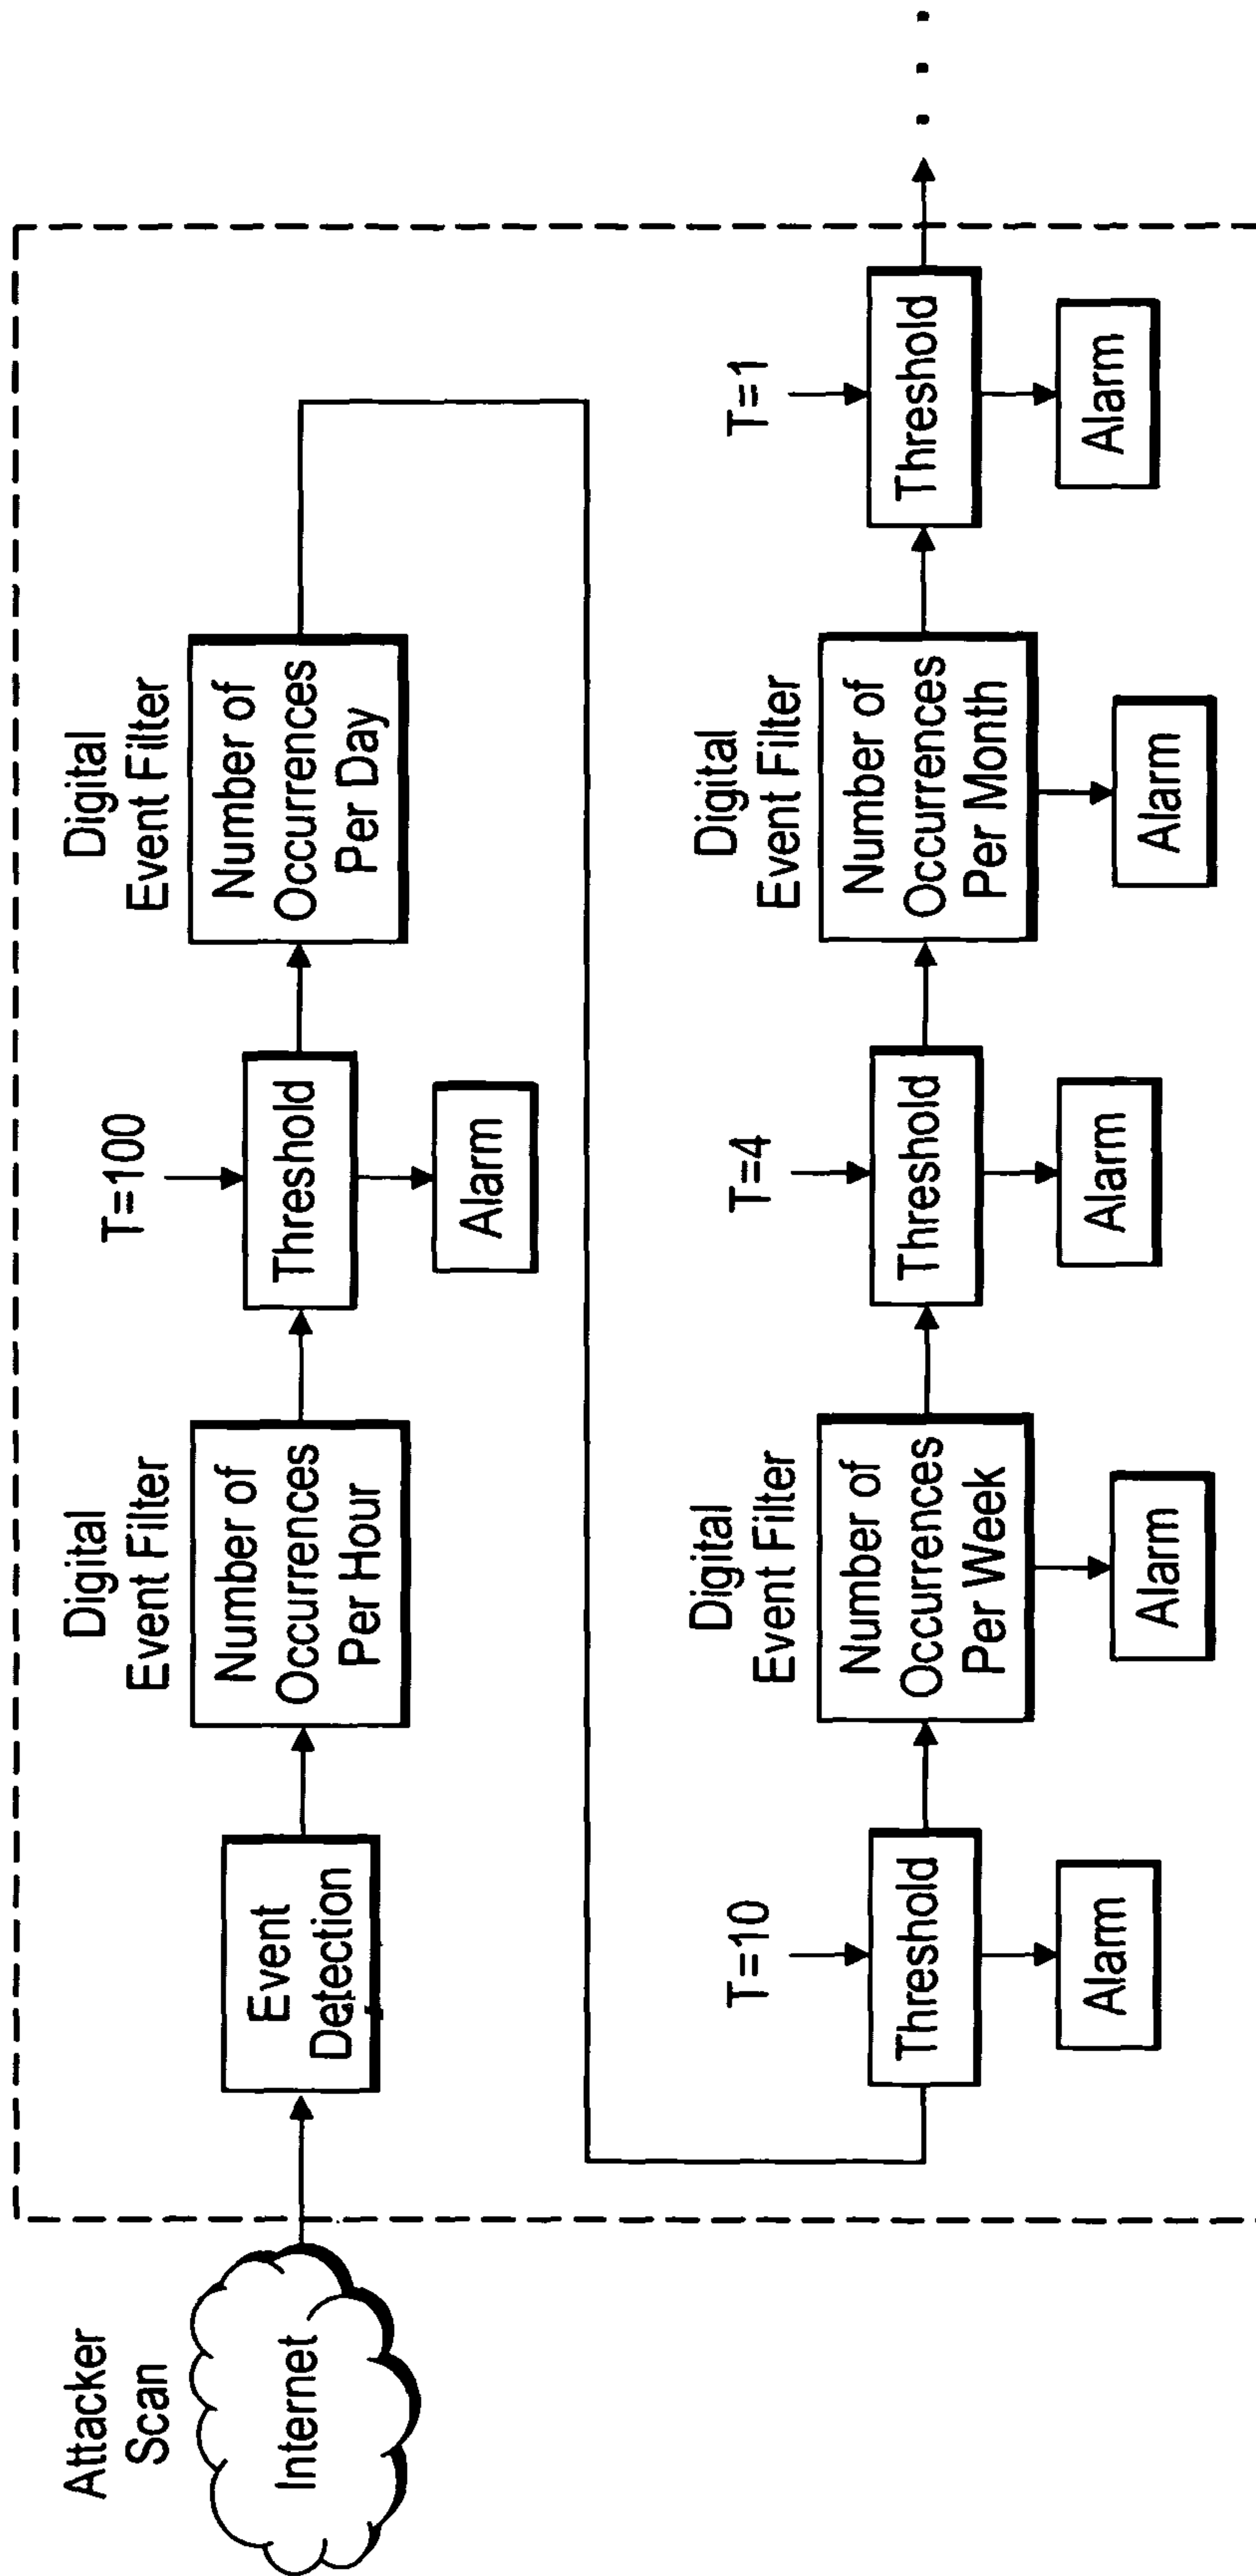 Attacker
Scan
Internet
Event
Detection
Digital
Event Filter
Number of
Occurrences
Per Hour
T=100
Threshold
Alarm
Digital
Event Filter
Number of
Occurrences
Per Day
T=10
Threshold
Alarm
Digital
Event Filter
Number of
Occurrences
Per Week
Alarm
T=4
Threshold
Alarm
Digital
Event Filter
Number of
Occurrences
Per Month
Alarm
T=1
Threshold
Alarm